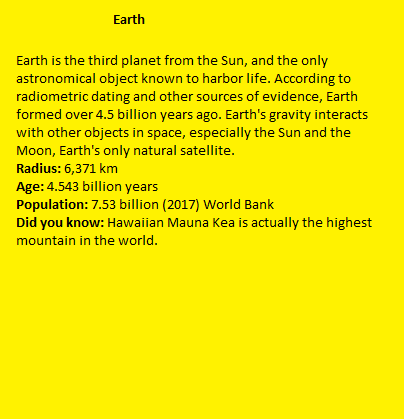 Earth
Earth is the third planet from the Sun, and the only
astronomical object known to harbor life. According to
radiometric dating and other sources of evidence, Earth
formed over 4.5 billion years ago. Earth's gravity interacts
with other objects in space, especially the Sun and the
Moon, Earth's only natural satellite.
Radius: 6,371 km
Age: 4.543 billion years
Population: 7.53 billion (2017) World Bank
Did you know: Hawaiian Mauna Kea is actually the highest
mountain in the world.